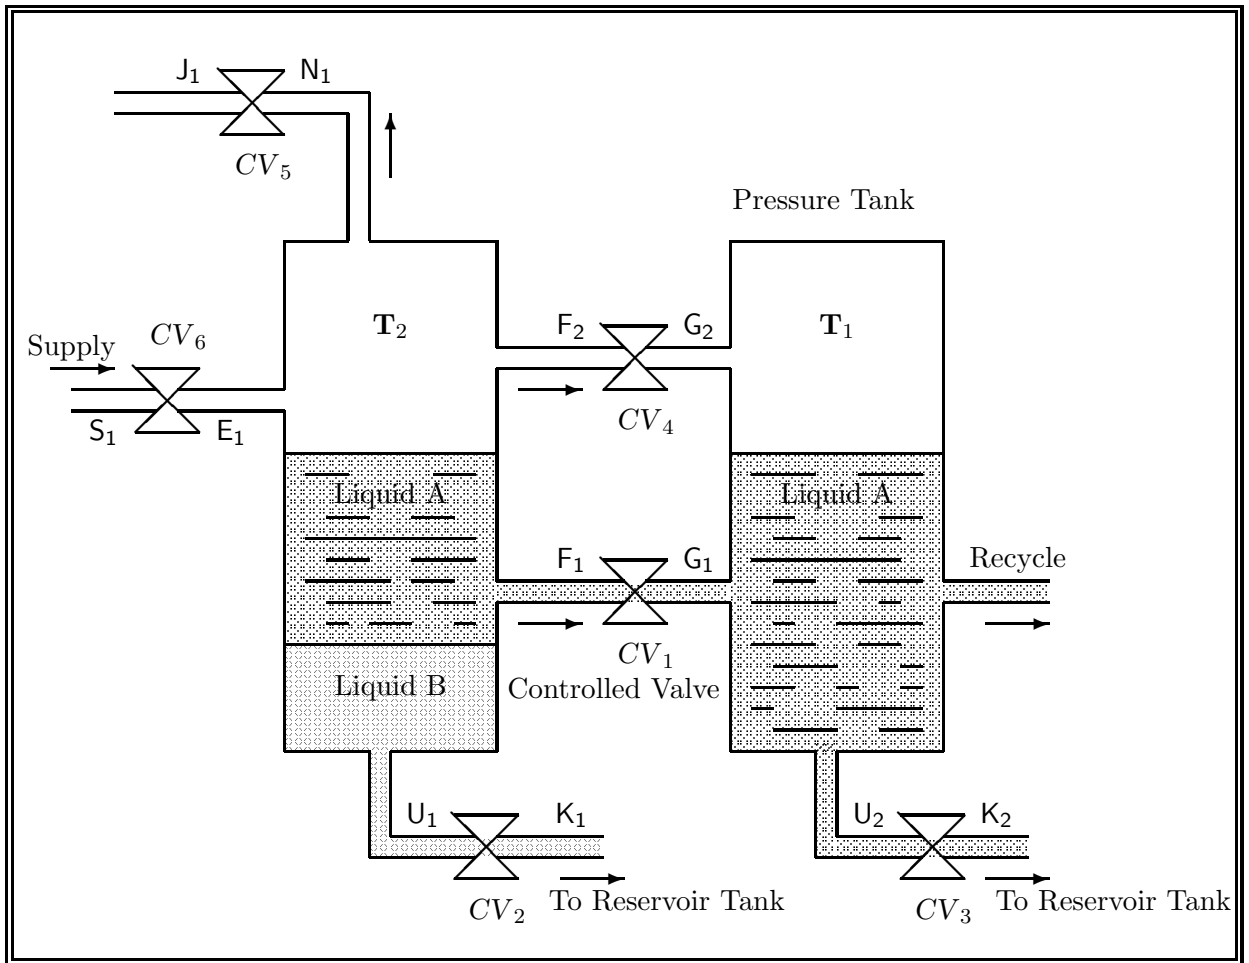 J₁ N₁
CV₅
Pressure Tank
T₂
T₁
F₂ G₂
CV₆
Supply
CV₄
S₁ E₁
Liquid A
Liquid A
F₁ G₁
Recycle
CV₁
Controlled Valve
Liquid B
U₁ K₁
U₂ K₂
To Reservoir Tank
To Reservoir Tank
CV₂
CV₃